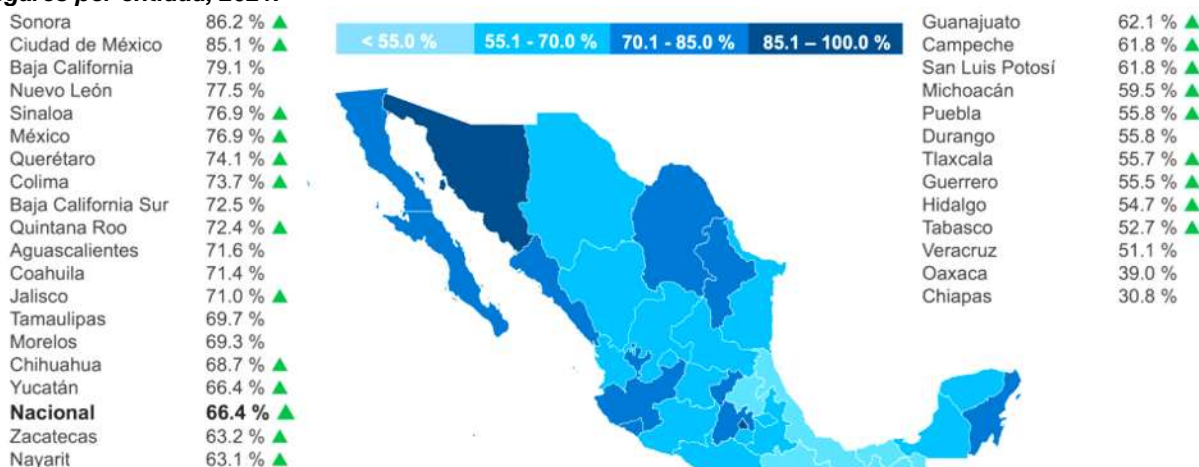 por entidad, 2021.
Sonora 86.2 % ▲
Ciudad de México 85.1 % ▲
Baja California 79.1 %
Nuevo León 77.5 %
Sinaloa 76.9 % ▲
México 76.9 % ▲
Querétaro 74.1 % ▲
Colima 73.7 % ▲
Baja California Sur 72.5 %
Quintana Roo 72.4 % ▲
Aguascalientes 71.6 %
Coahuila 71.4 %
Jalisco 71.0 % ▲
Tamaulipas 69.7 %
Morelos 69.3 %
Chihuahua 68.7 % ▲
Yucatán 66.4 % ▲
Nacional 66.4 % ▲
Zacatecas 63.2 % ▲
Nayarit 63.1 % ▲
< 55.0 % 55.1 - 70.0 % 70.1 - 85.0 % 85.1 – 100.0 %
Guanajuato 62.1 % ▲
Campeche 61.8 % ▲
San Luis Potosí 61.8 % ▲
Michoacán 59.5 % ▲
Puebla 55.8 % ▲
Durango 55.8 %
Tlaxcala 55.7 % ▲
Guerrero 55.5 % ▲
Hidalgo 54.7 % ▲
Tabasco 52.7 % ▲
Veracruz 51.1 %
Oaxaca 39.0 %
Chiapas 30.8 %